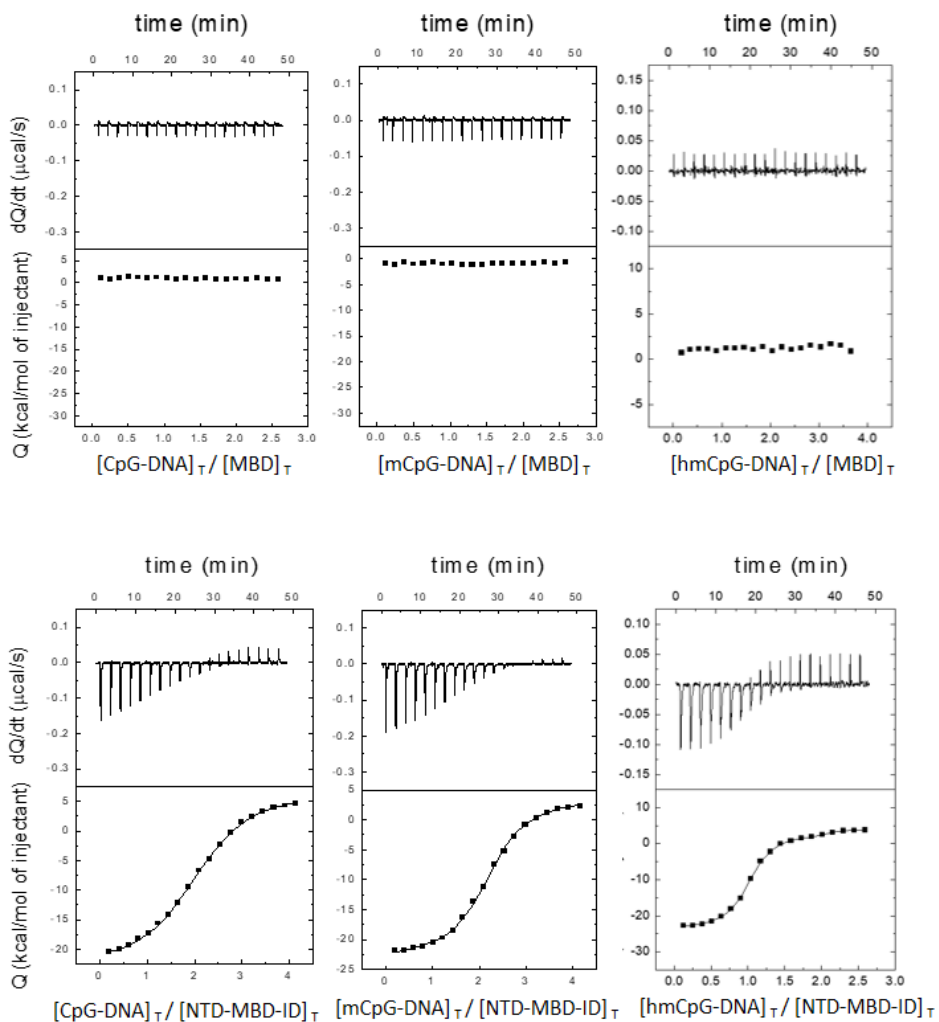 time (min)
time (min)
time (min)
0 10 20 30 40 50
0 10 20 30 40 50
0 10 20 30 40 50
dQ/dt (μcal/s)
0.1
0.0
-0.1
-0.2
-0.3
0.1
0.0
-0.1
-0.2
-0.3
0.15
0.10
0.05
0.00
-0.05
-0.10
Q (kcal/mol of injectant)
5
0
-5
-10
-15
-20
-25
-30
0
-5
-10
-15
-20
-25
-30
10
5
0
-5
0.0 0.5 1.0 1.5 2.0 2.5 3.0
0.0 0.5 1.0 1.5 2.0 2.5 3.0
0.0 1.0 2.0 3.0 4.0
[CpG-DNA]T / [MBD]T
[mCpG-DNA]T / [MBD]T
[hmCpG-DNA]T / [MBD]T
time (min)
time (min)
time (min)
0 10 20 30 40 50
0 10 20 30 40 50
0 10 20 30 40 50
dQ/dt (μcal/s)
0.1
0.0
-0.1
-0.2
-0.3
0.1
0.0
-0.1
-0.2
-0.3
0.10
0.05
0.00
-0.05
-0.10
-0.15
Q (kcal/mol of injectant)
5
0
-5
-10
-15
-20
5
0
-5
-10
-15
-20
-25
10
0
-10
-20
-30
0 1 2 3 4
0 1 2 3 4
0.0 0.5 1.0 1.5 2.0 2.5 3.0
[CpG-DNA]T / [NTD-MBD-ID]T
[mCpG-DNA]T / [NTD-MBD-ID]T
[hmCpG-DNA]T / [NTD-MBD-ID]T